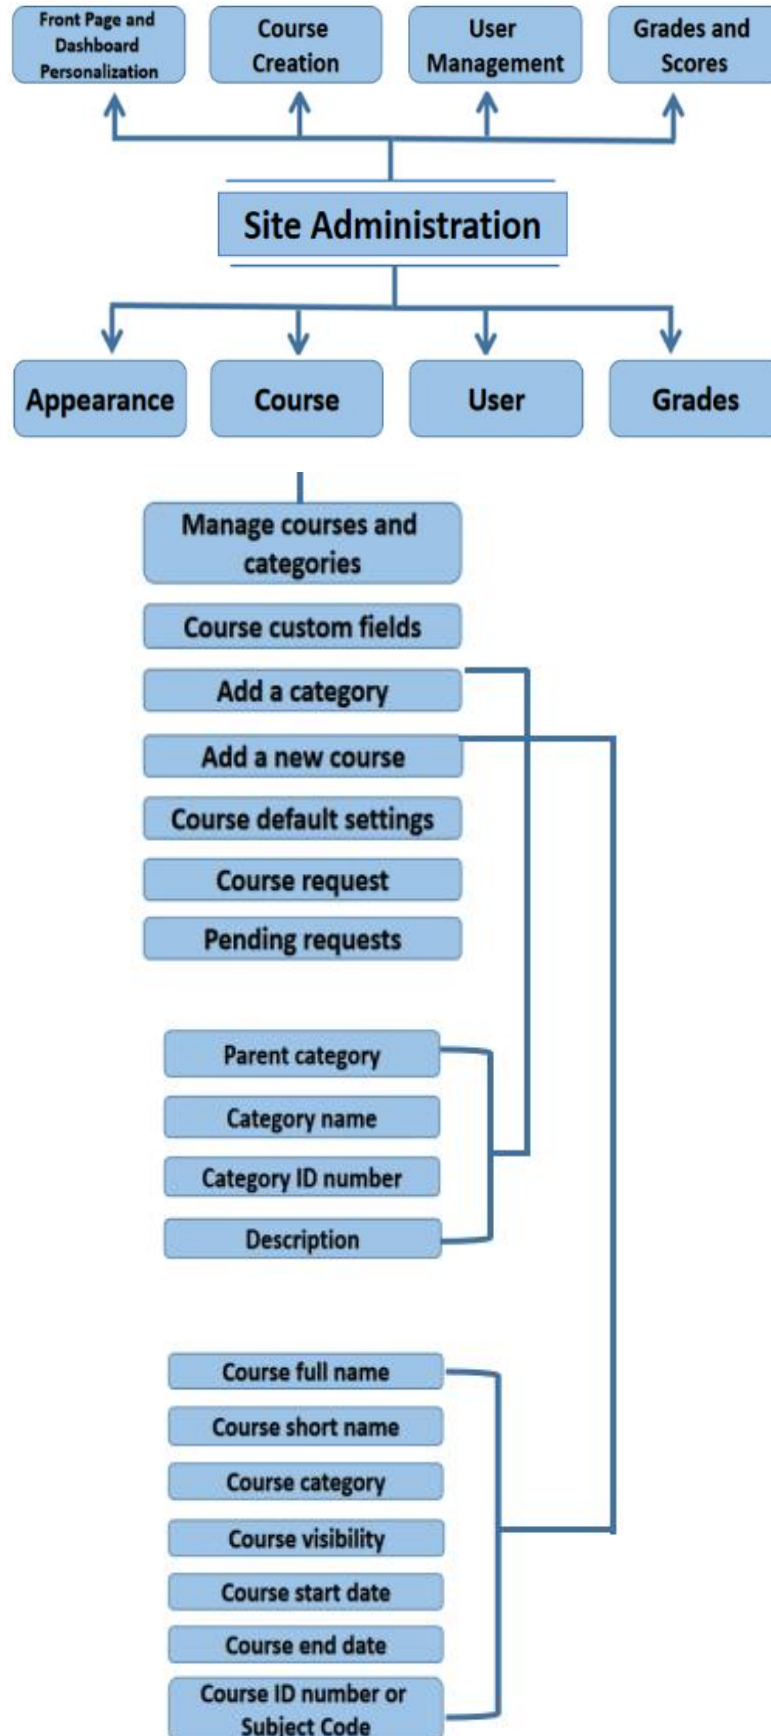 Front Page and
Dashboard
Personalization
Course
Creation
User
Management
Grades and
Scores
Site Administration
Appearance
Course
User
Grades
Manage courses and
categories
Course custom fields
Add a category
Add a new course
Course default settings
Course request
Pending requests
Parent category
Category name
Category ID number
Description
Course full name
Course short name
Course category
Course visibility
Course start date
Course end date
Course ID number or
Subject Code